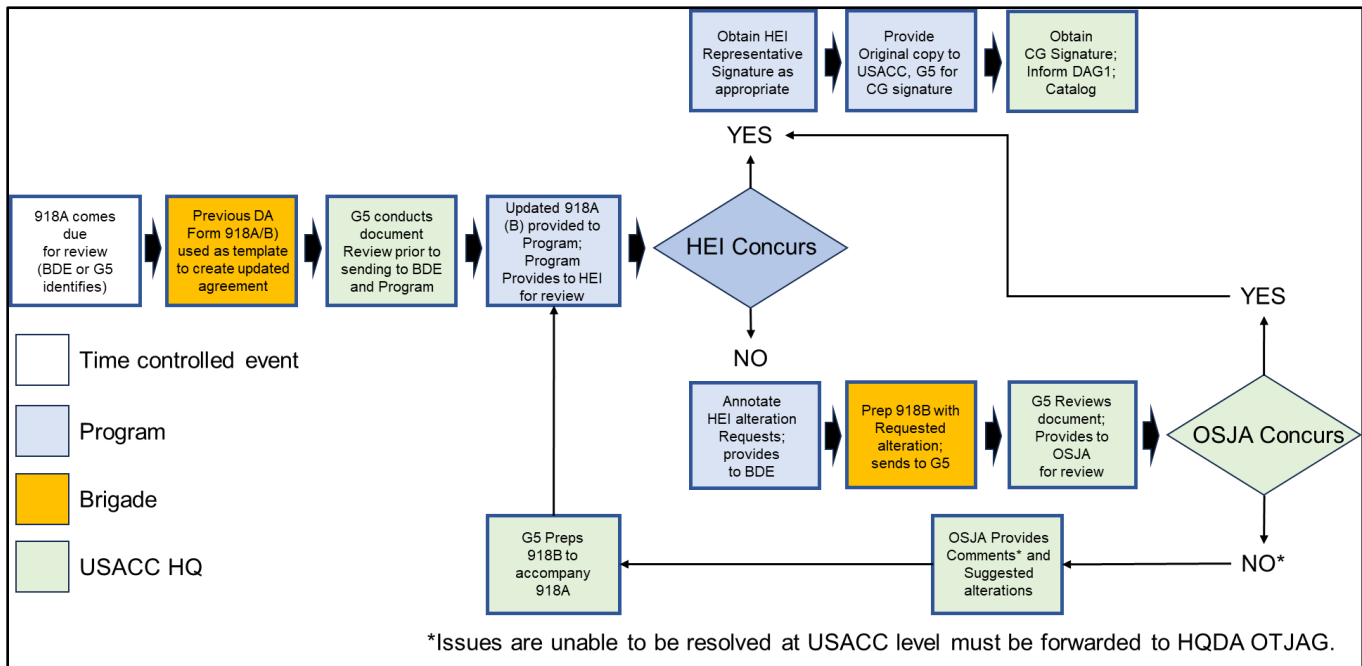 Obtain HEI
Representative
Signature as
appropriate
Provide
Original copy to
USACC, G5 for
CG signature
Obtain
CG Signature;
Inform DAG1;
Catalog
YES
918A comes
due
for review
(BDE or G5
identifies)
Previous DA
Form 918A/B)
used as template
to create updated
agreement
G5 conducts
document
Review prior to
sending to BDE
and Program
Updated 918A
(B) provided to
Program;
Program
Provides to HEI
for review
HEI Concurs
YES
NO
Time controlled event
Program
Brigade
USACC HQ
Annotate
HEI alteration
Requests;
provides
to BDE
Prep 918B with
Requested
alteration;
sends to G5
G5 Reviews
document;
Provides to
OSJA
for review
OSJA Concurs
G5 Preps
918B to
accompany
918A
OSJA Provides
Comments* and
Suggested
alterations
NO*
*Issues are unable to be resolved at USACC level must be forwarded to HQDA OTJAG.